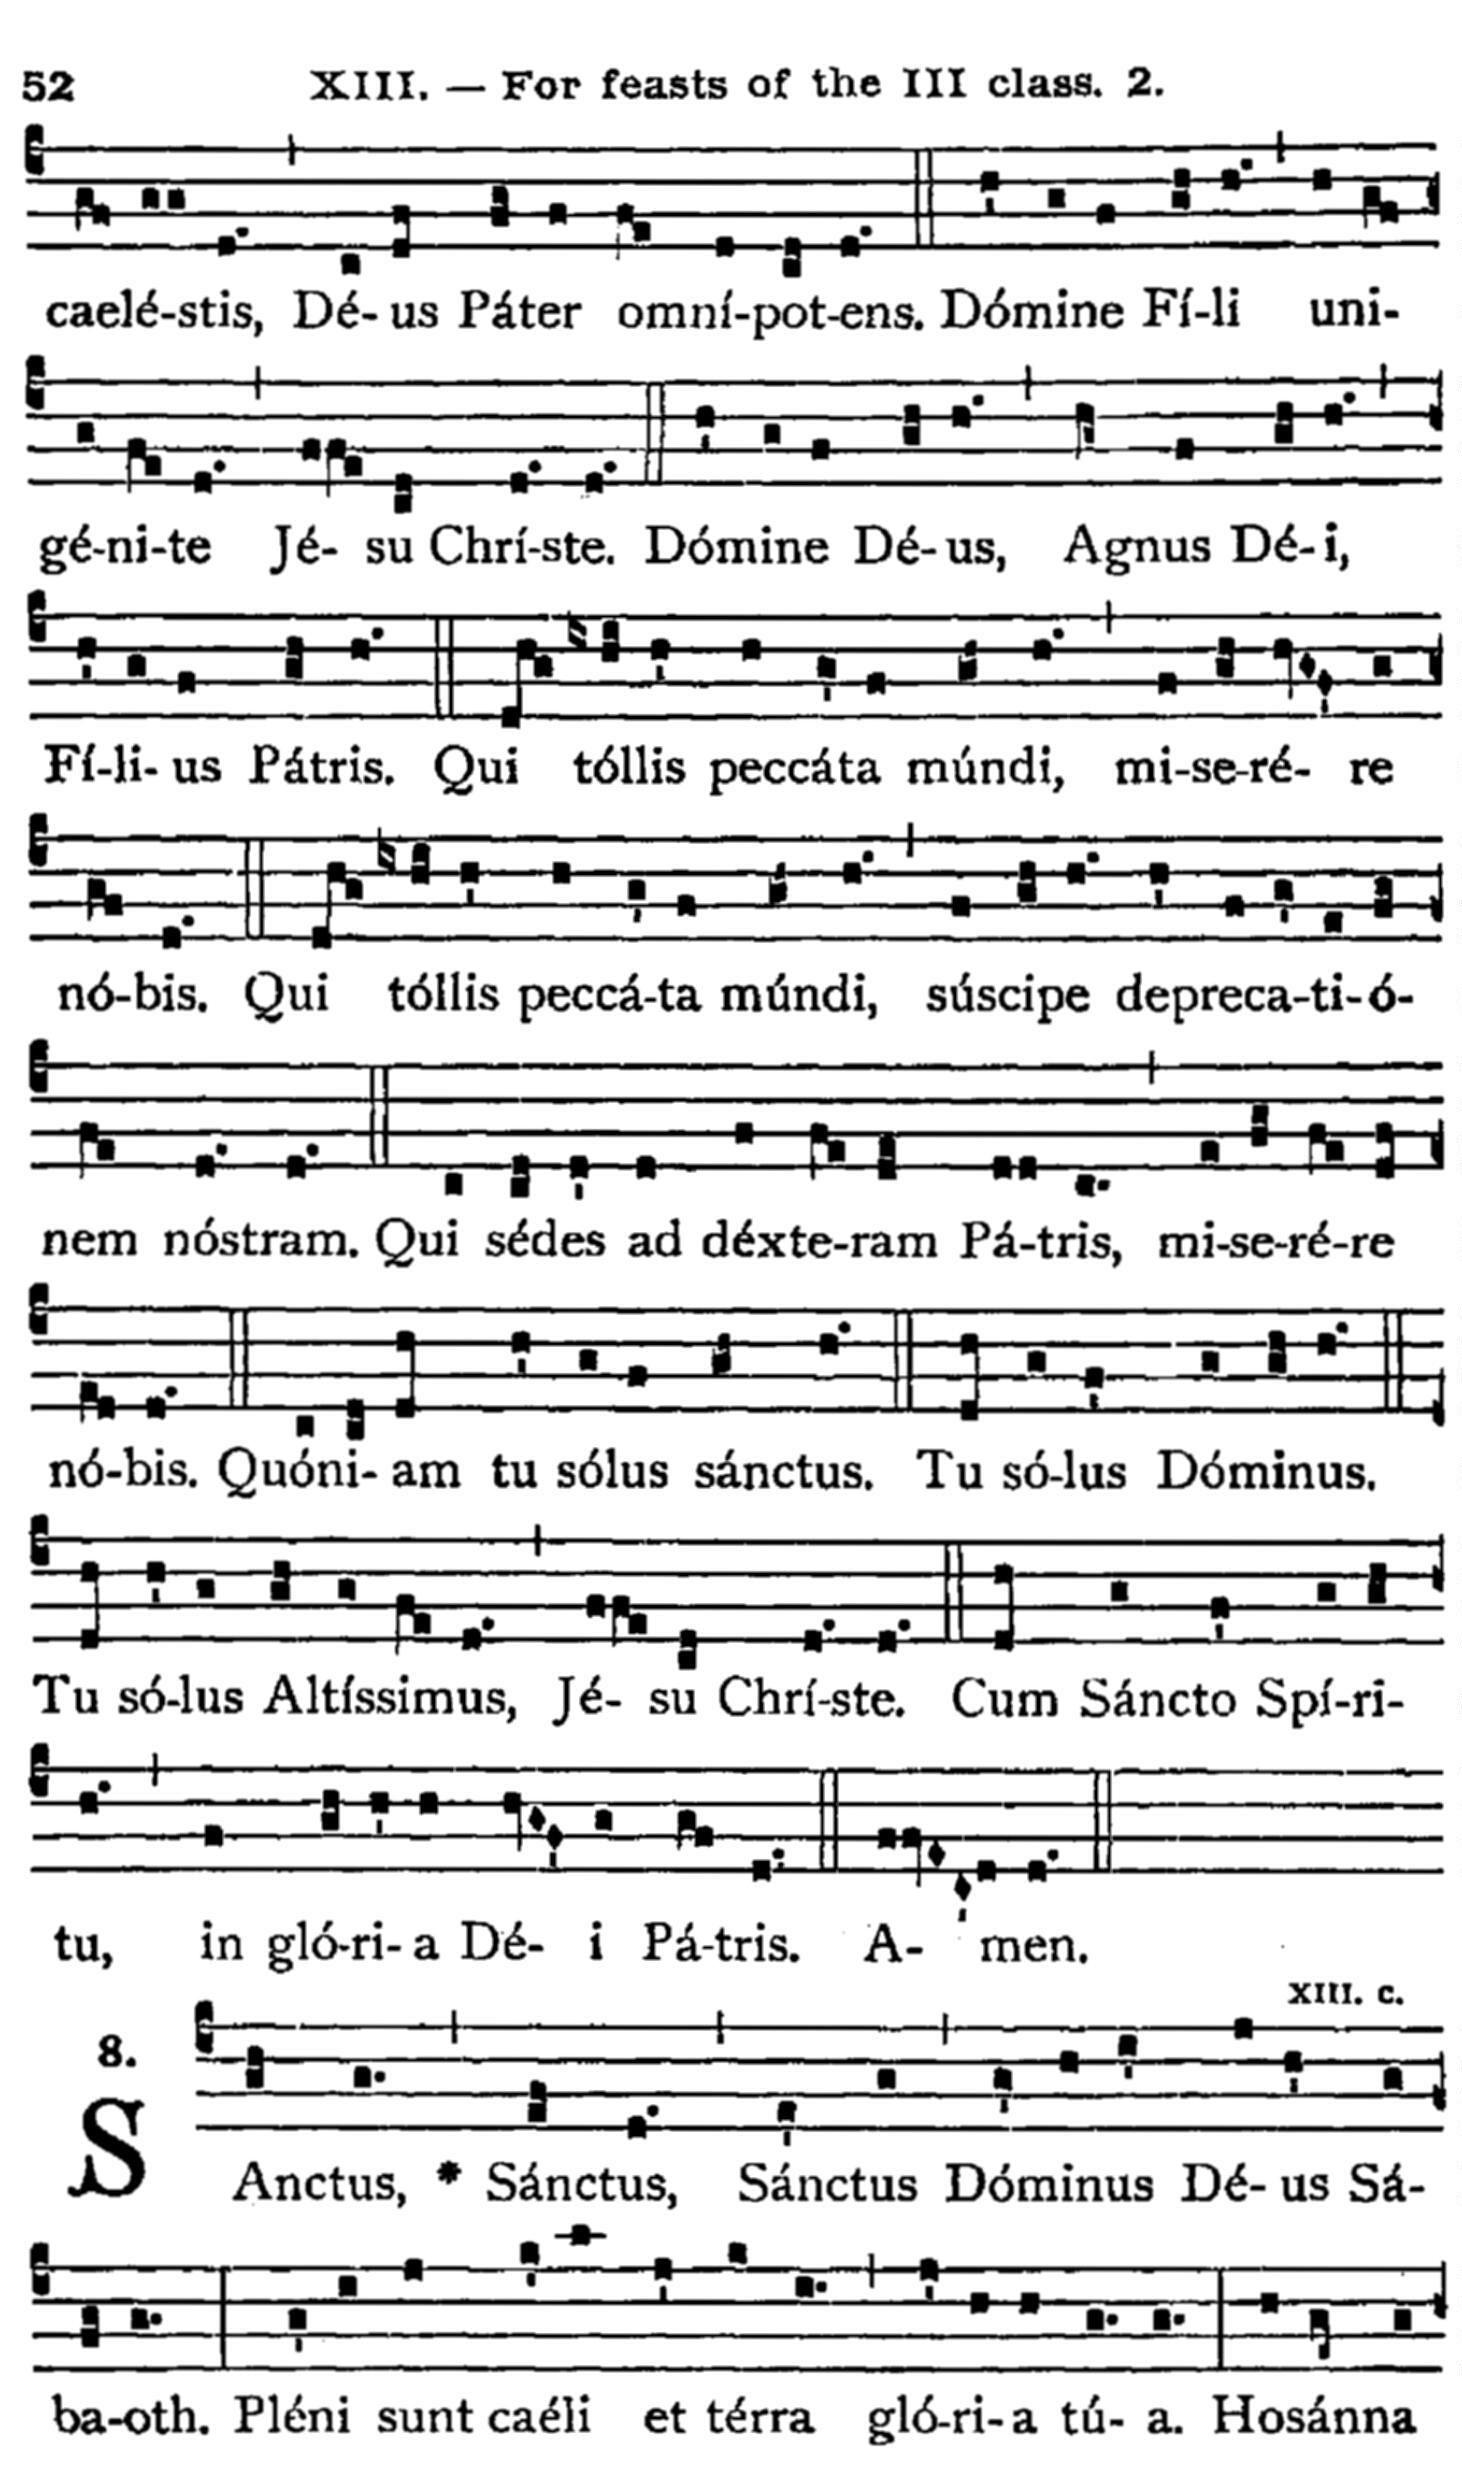 52 XIII. — For feasts of the III class. 2.
caelé-stis, Dé- us Páter omní-pot-ens. Dómine Fí-li uni-
gé-ni-te Jé- su Chrí-ste. Dómine Dé- us, Agnus Dé- i,
Fí-li- us Pátris. Qui tóllis peccáta múndi, mi-se-ré- re
nó-bis. Qui tóllis peccá-ta múndi, súscipe depreca-ti-ó-
nem nóstram. Qui sédes ad déxte-ram Pá-tris, mi-se-ré-re
nó-bis. Quóni- am tu sólus sánctus. Tu só-lus Dóminus.
Tu só-lus Altíssimus, Jé- su Chrí-ste. Cum Sáncto Spí-ri-
tu, in gló-ri- a Dé- i Pá-tris. A- men.
XIII. C.
8.
SAnctus, * Sánctus, Sánctus Dóminus Dé- us Sá-
ba-oth. Pléni sunt caéli et térra gló-ri- a tú- a. Hosánna